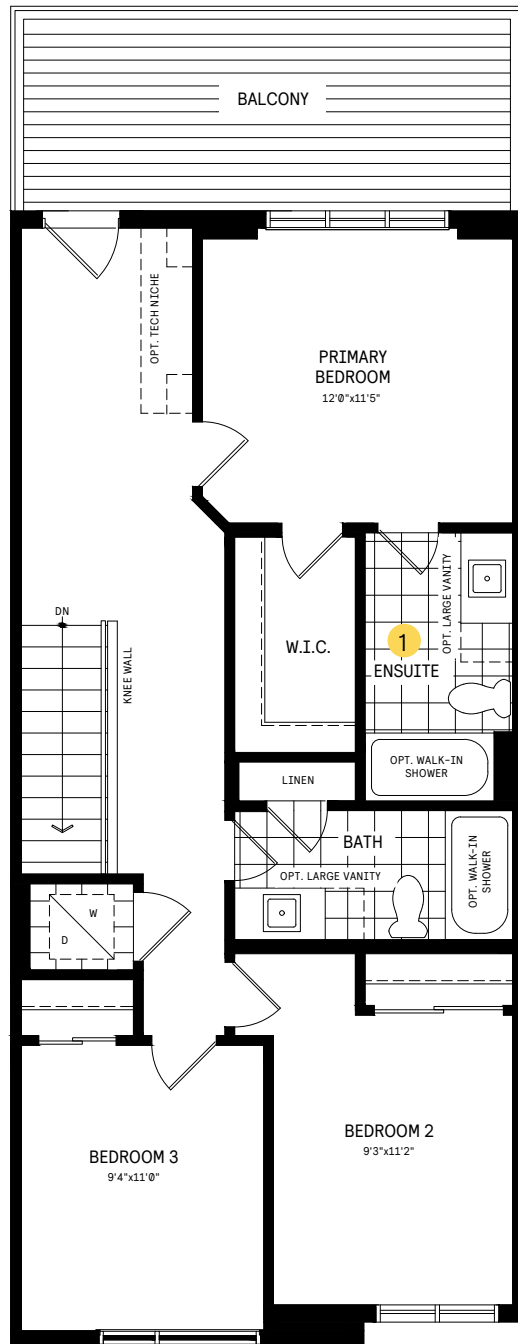 BALCONY
OPT. TECH NICHE
PRIMARY
BEDROOM
12'0"x11'5"
DN
KNEE WALL
W.I.C.
OPT. LARGE VANITY
1
ENSUITE
OPT. WALK-IN
SHOWER
LINEN
BATH
OPT. LARGE VANITY
OPT. WALK-IN
SHOWER
W
D
BEDROOM 2
9'3"x11'2"
BEDROOM 3
9'4"x11'0"